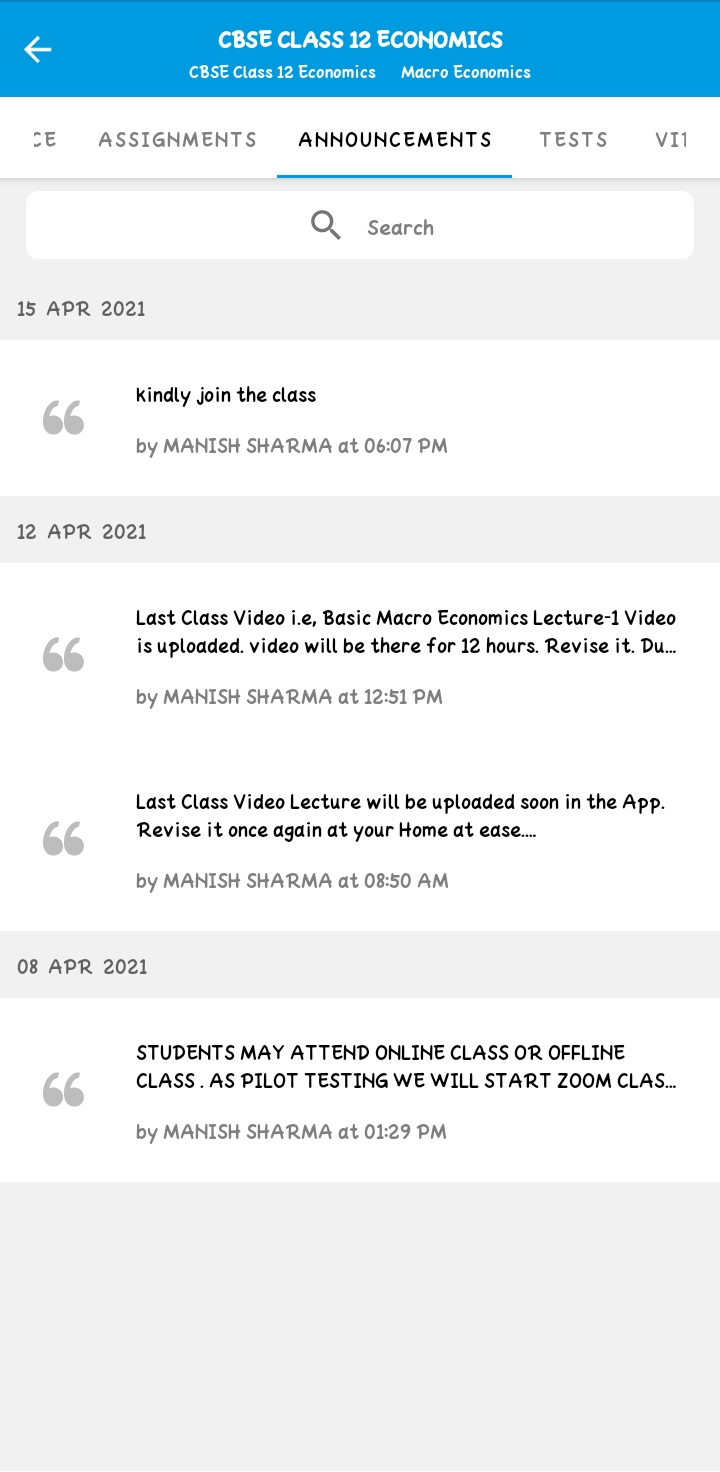 CBSE CLASS 12 ECONOMICS
CBSE Class 12 Economics Macro Economics
CE ASSIGNMENTS ANNOUNCEMENTS TESTS
Search
15 APR 2021
kindly join the class
by MANISH SHARMA at 06:07 PM
12 APR 2021
Last Class Video i.e, Basic Macro Economics Lecture-1 Video
is uploaded. video will be there for 12 hours. Revise it. Du...
by MANISH SHARMA at 12:51 PM
Last Class Video Lecture will be uploaded soon in the App.
Revise it once again at your Home at ease....
by MANISH SHARMA at 08:50 AM
08 APR 2021
STUDENTS MAY ATTEND ONLINE CLASS OR OFFLINE
CLASS . AS PILOT TESTING WE WILL START ZOOM CLAS...
by MANISH SHARMA at 01:29 PM